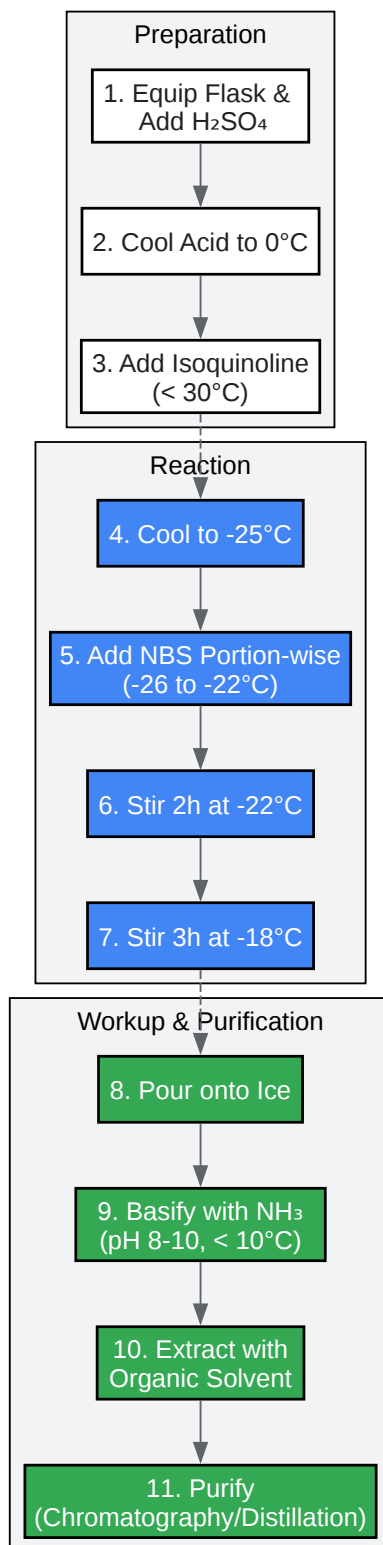 Preparation
1. Equip Flask &
Add H₂SO₄
2. Cool Acid to 0°C
3. Add Isoquinoline
(< 30°C)
Reaction
4. Cool to -25°C
5. Add NBS Portion-wise
(-26 to -22°C)
6. Stir 2h at -22°C
7. Stir 3h at -18°C
Workup & Purification
8. Pour onto Ice
9. Basify with NH₃
(pH 8-10, < 10°C)
10. Extract with
Organic Solvent
11. Purify
(Chromatography/Distillation)